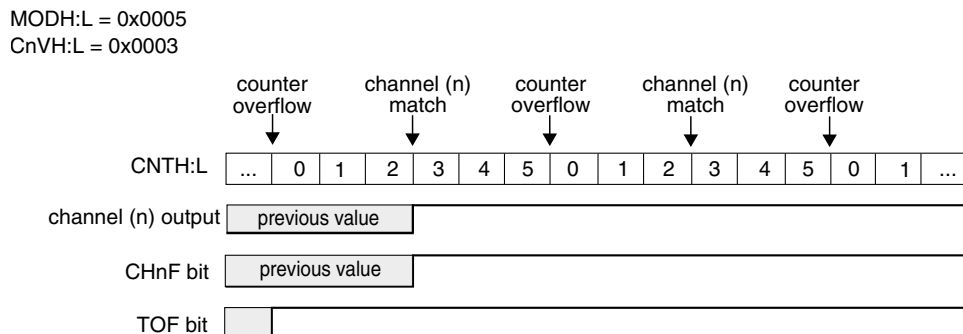 MODH:L = 0x0005
CnVH:L = 0x0003
counter overflow
channel (n) match
counter overflow
channel (n) match
counter overflow
CNTH:L ... 0 1 2 3 4 5 0 1 2 3 4 5 0 1 ...
channel (n) output previous value
CHnF bit previous value
TOF bit